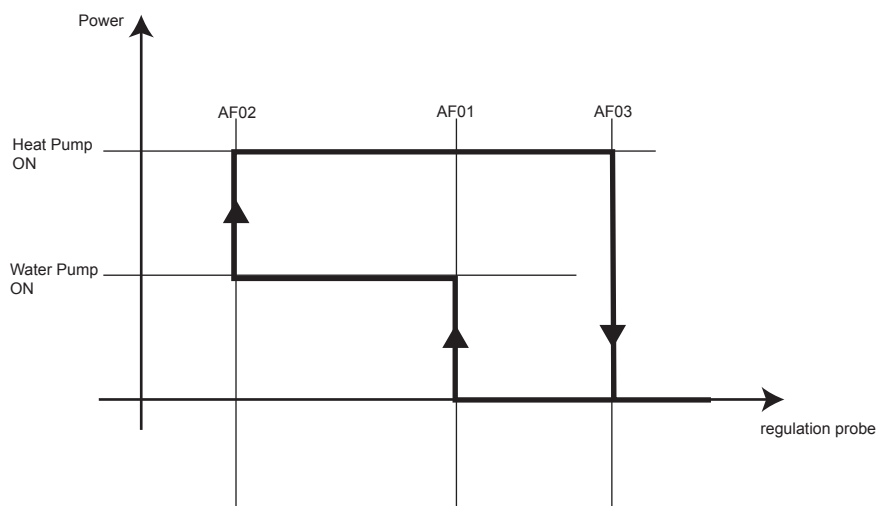 Power
AF02
AF01
AF03
Heat Pump
ON
Water Pump
ON
regulation probe